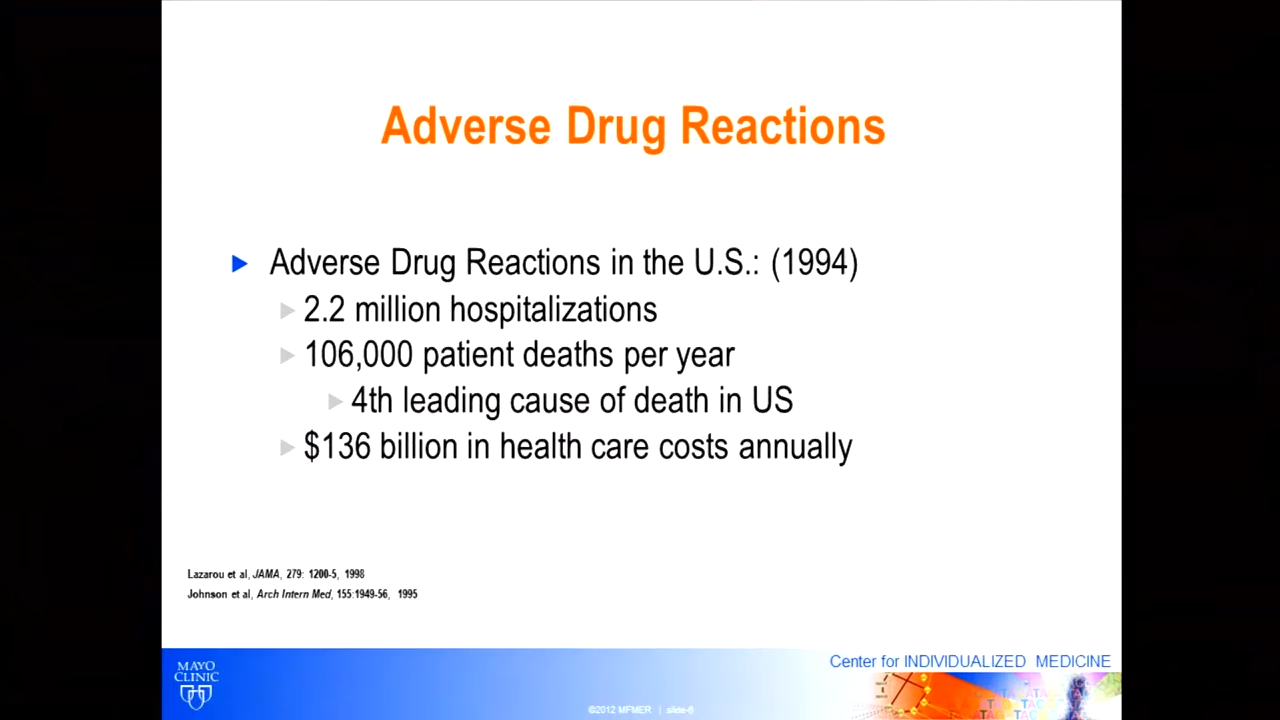 Adverse Drug Reactions
Adverse Drug Reactions in the U.S.: (1994)
2.2 million hospitalizations
106,000 patient deaths per year
4th leading cause of death in US
$136 billion in health care costs annually
Lazarou et al, JAMA, 279: 1200-5, 1998
Johnson et al, Arch Intern Med, 155:1949-56, 1995
Center for INDIVIDUALIZED MEDICINE
MAYO
CLINIC
©2012 MFMER | slide-6